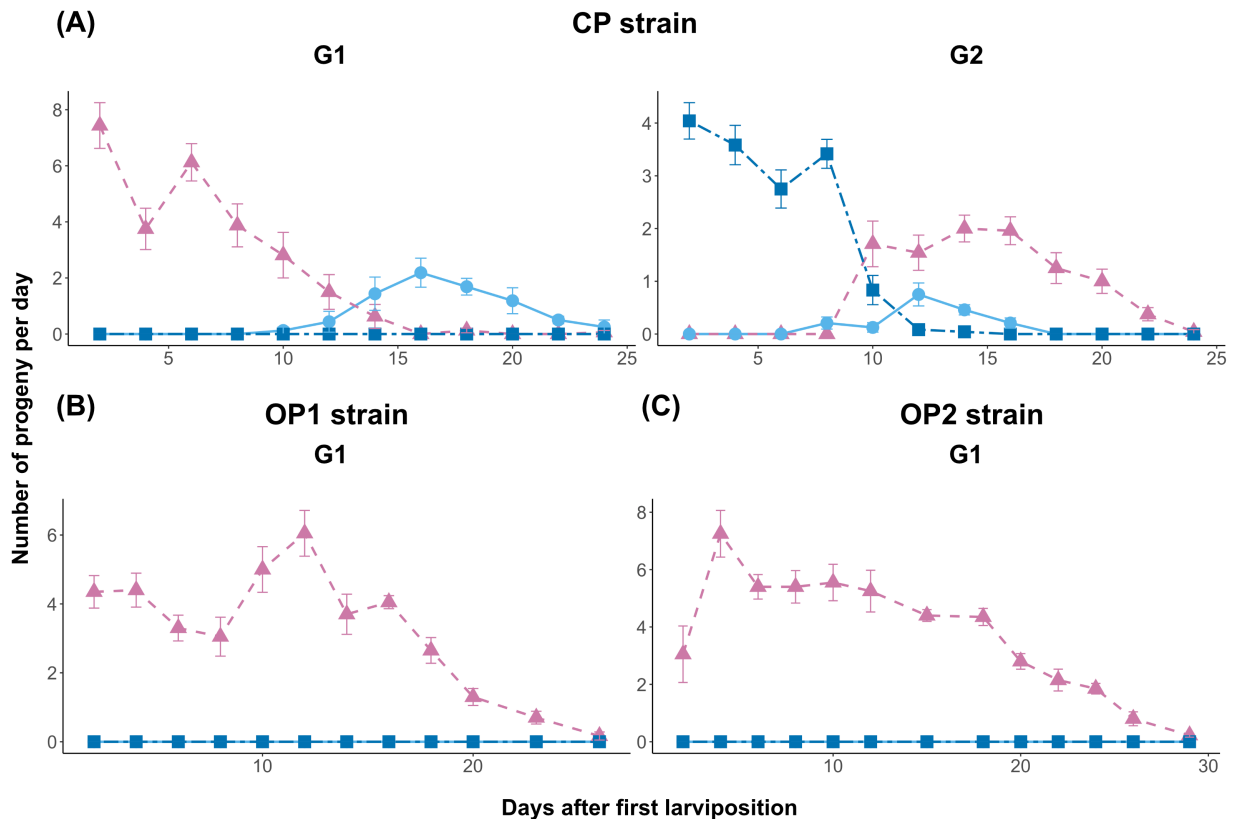 (A) CP strain
G1 G2
8
6
4
2
0
5 10 15 20 25
4
3
2
1
0
5 10 15 20 25
Number of progeny per day
(B) OP1 strain
G1
6
4
2
0
10 20
(C) OP2 strain
G1
8
6
4
2
0
10 20 30
Days after first larviposition